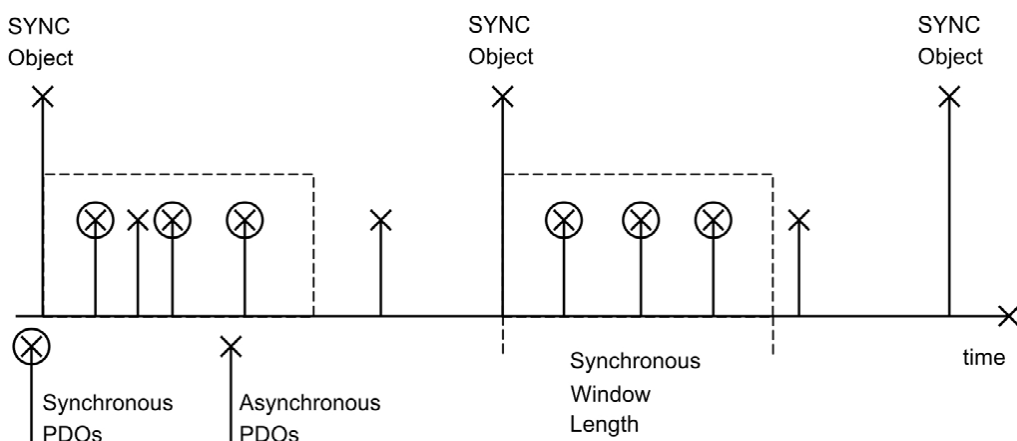 SYNC
Object
SYNC
Object
SYNC
Object
time
Synchronous
PDOs
Asynchronous
PDOs
Synchronous
Window
Length